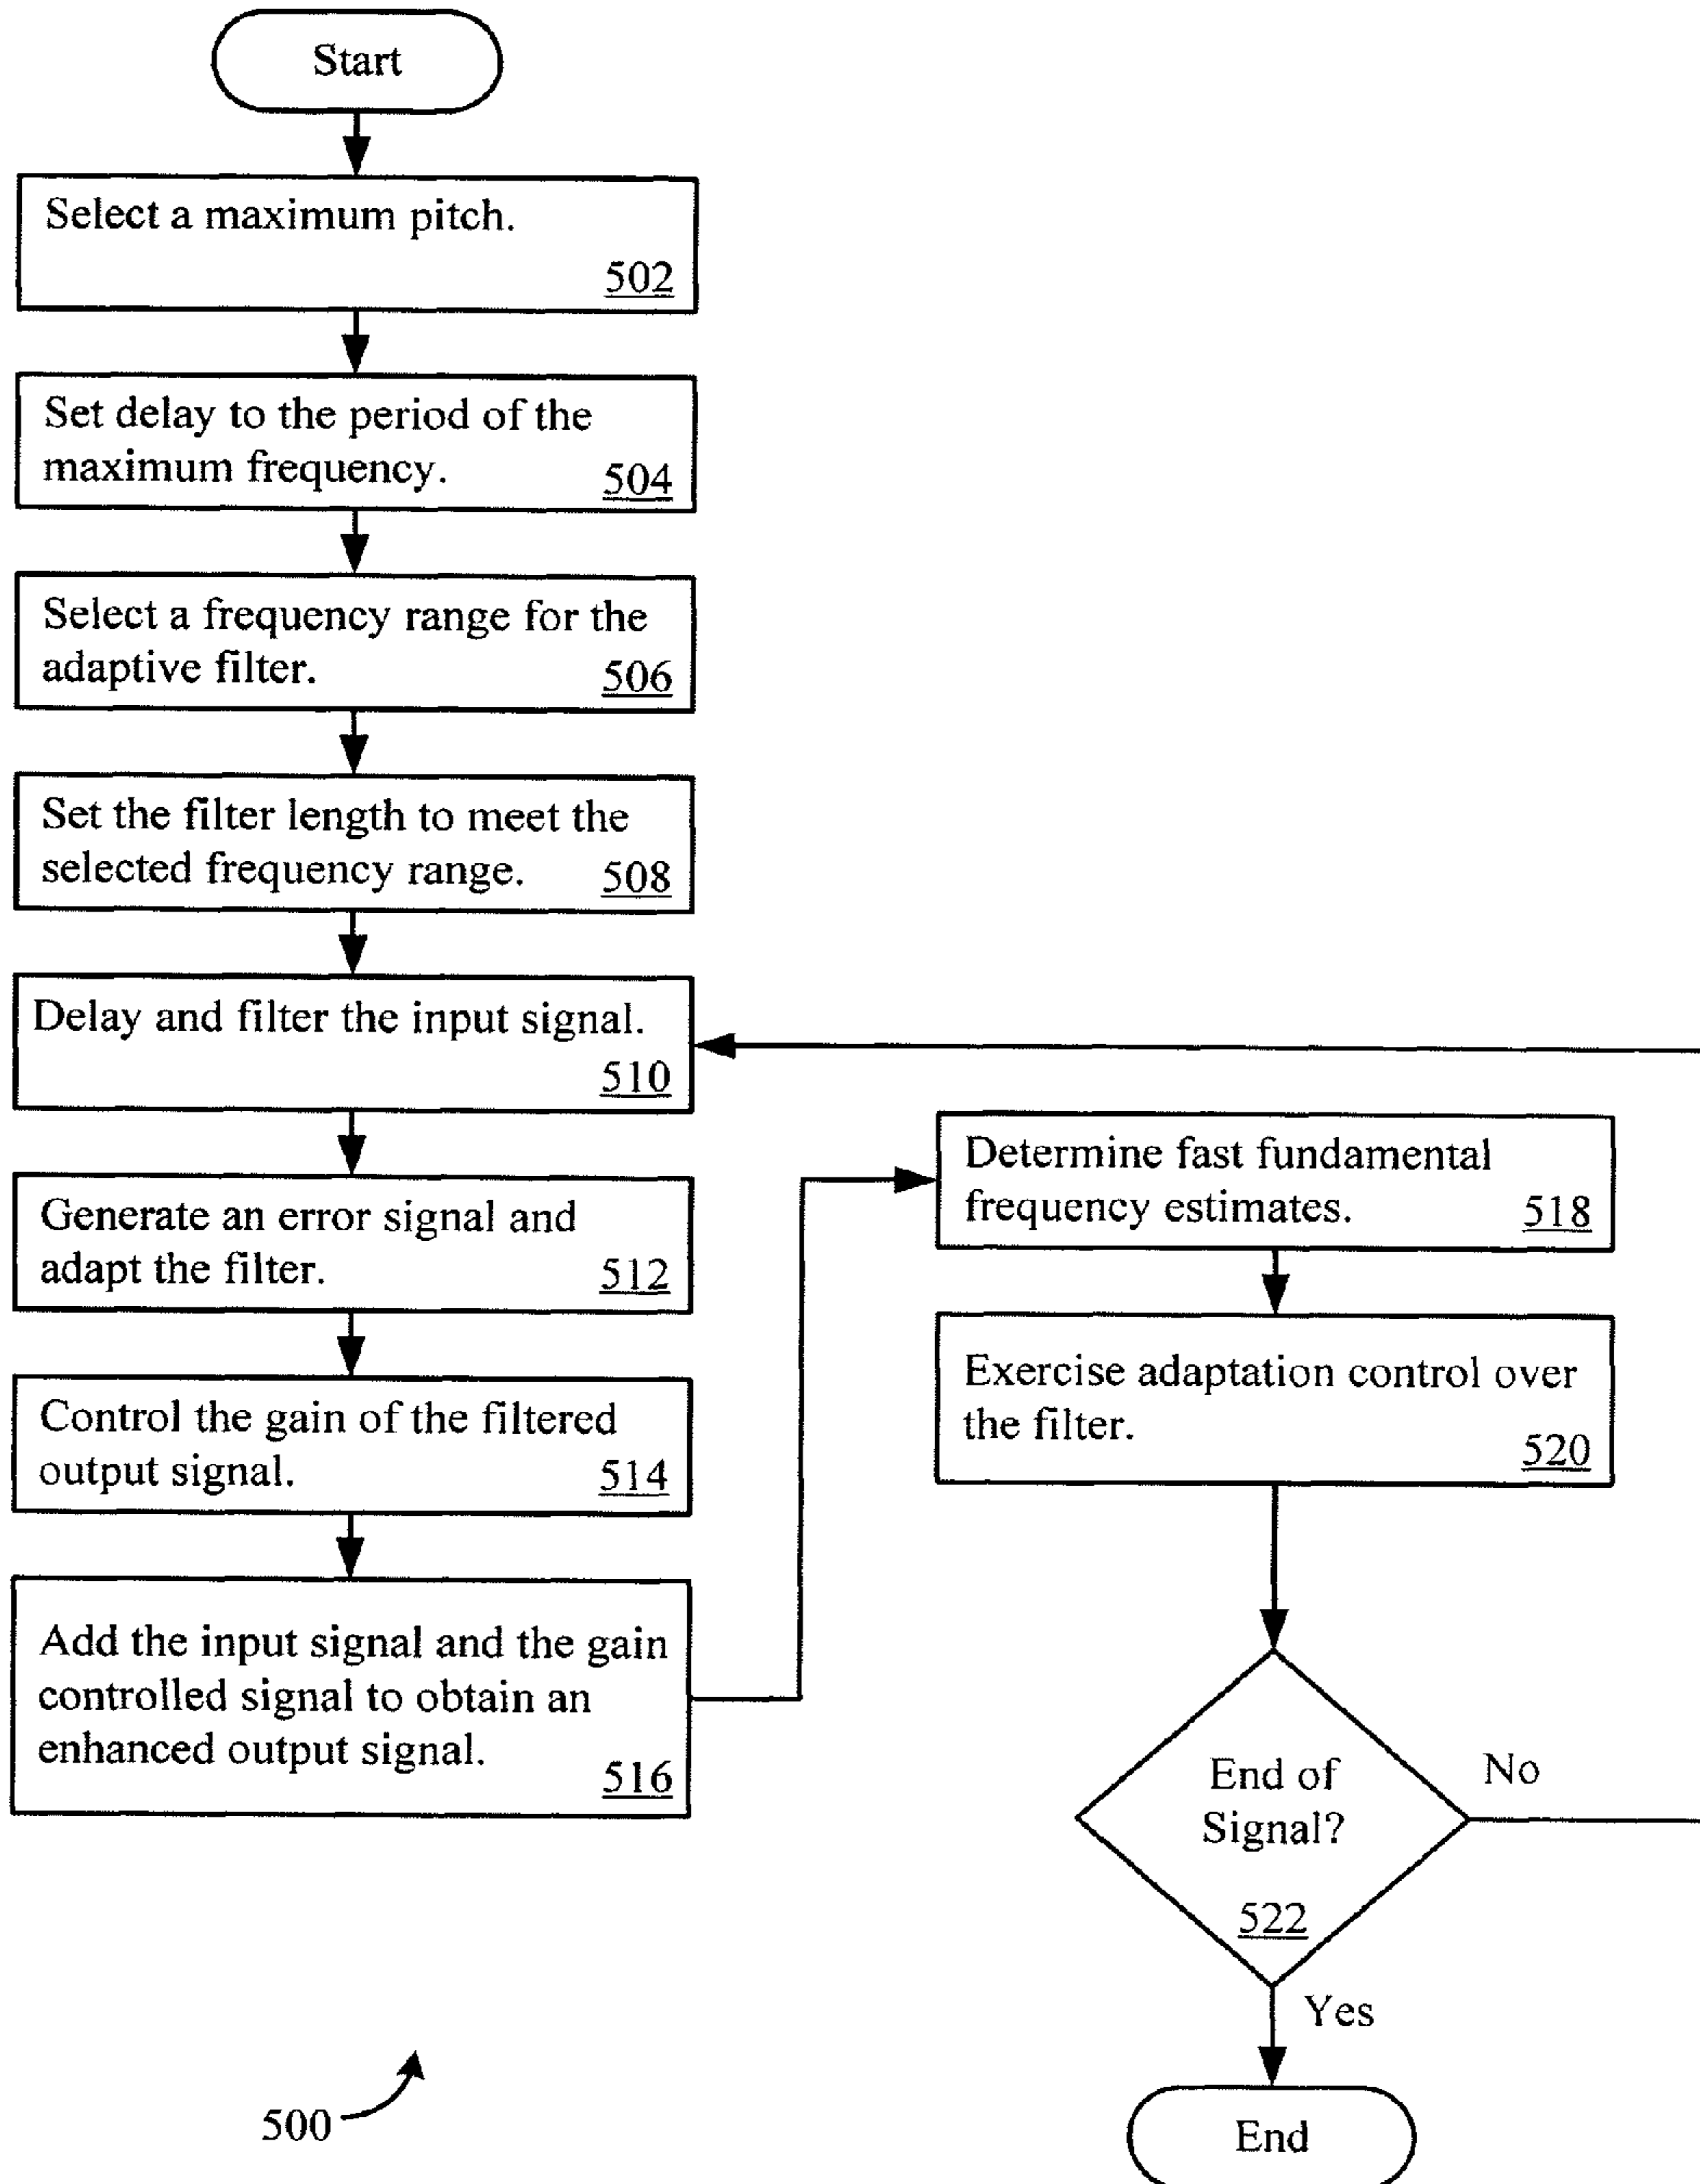 Start
Select a maximum pitch.
502
Set delay to the period of the
maximum frequency.
504
Select a frequency range for the
adaptive filter.
506
Set the filter length to meet the
selected frequency range.
508
Delay and filter the input signal.
510
Generate an error signal and
adapt the filter.
512
Control the gain of the filtered
output signal.
514
Add the input signal and the gain
controlled signal to obtain an
enhanced output signal.
516
Determine fast fundamental
frequency estimates.
518
Exercise adaptation control over
the filter.
520
End of
Signal?
522
No
Yes
End
500